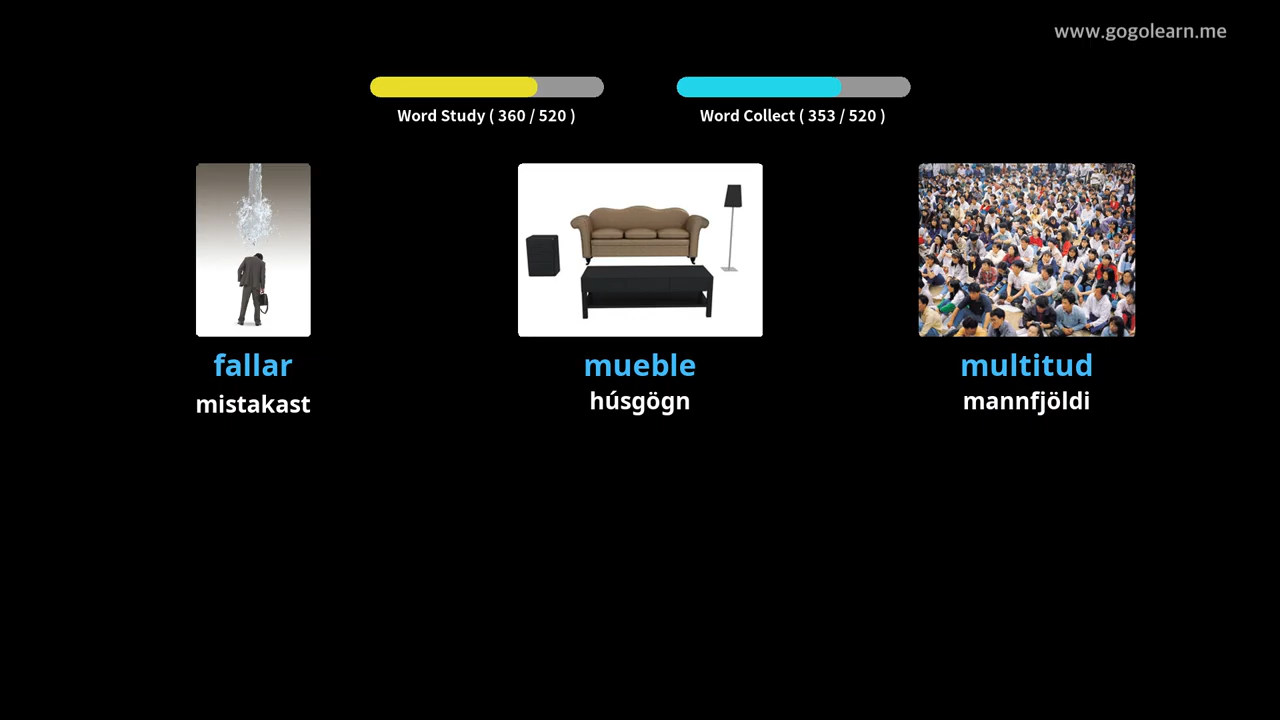 www.gogolearn.me
Word Study ( 360 / 520 )
Word Collect ( 353 / 520 )
fallar
mueble
multitud
mistakast
húsgögn
mannfjöldi